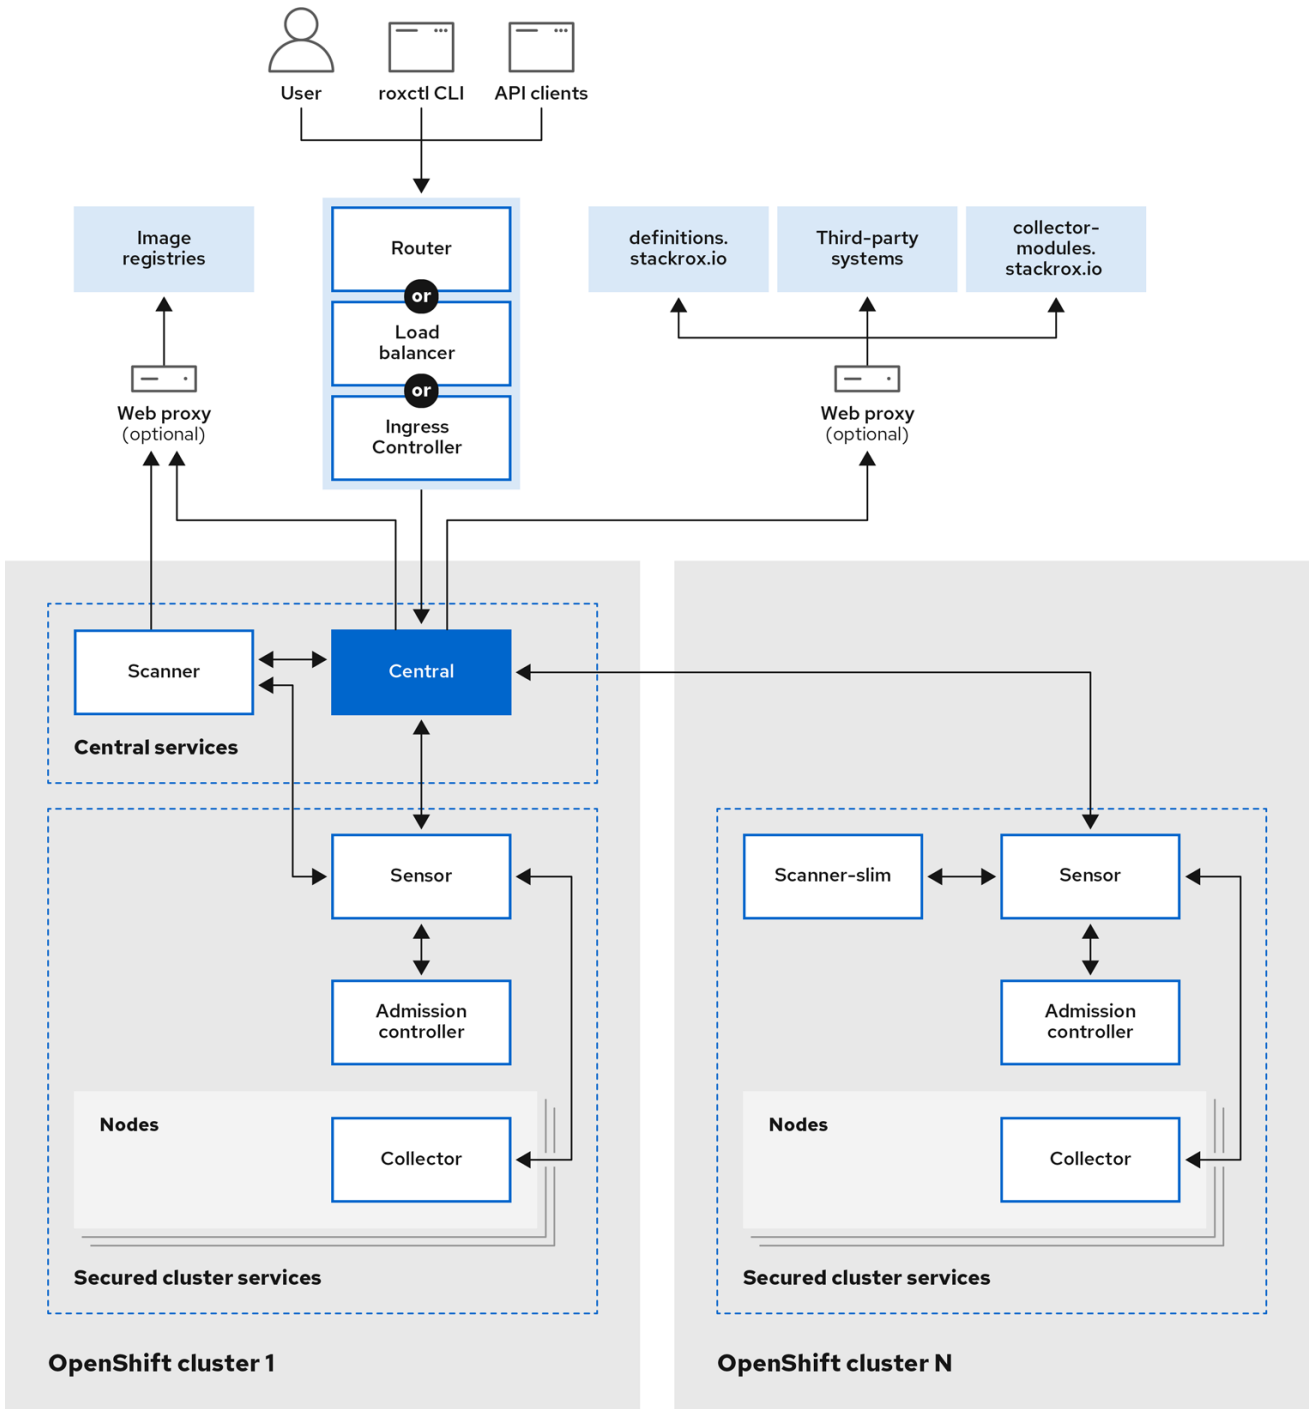 User
roxctl CLI
API clients
Image
registries
Router
or
Load
balancer
or
Ingress
Controller
definitions.
stackrox.io
Third-party
systems
collector-
modules.
stackrox.io
Web proxy
(optional)
Web proxy
(optional)
Scanner
Central
Central services
Sensor
Admission
controller
Nodes
Collector
Secured cluster services
OpenShift cluster 1
Scanner-slim
Sensor
Admission
controller
Nodes
Collector
Secured cluster services
OpenShift cluster N